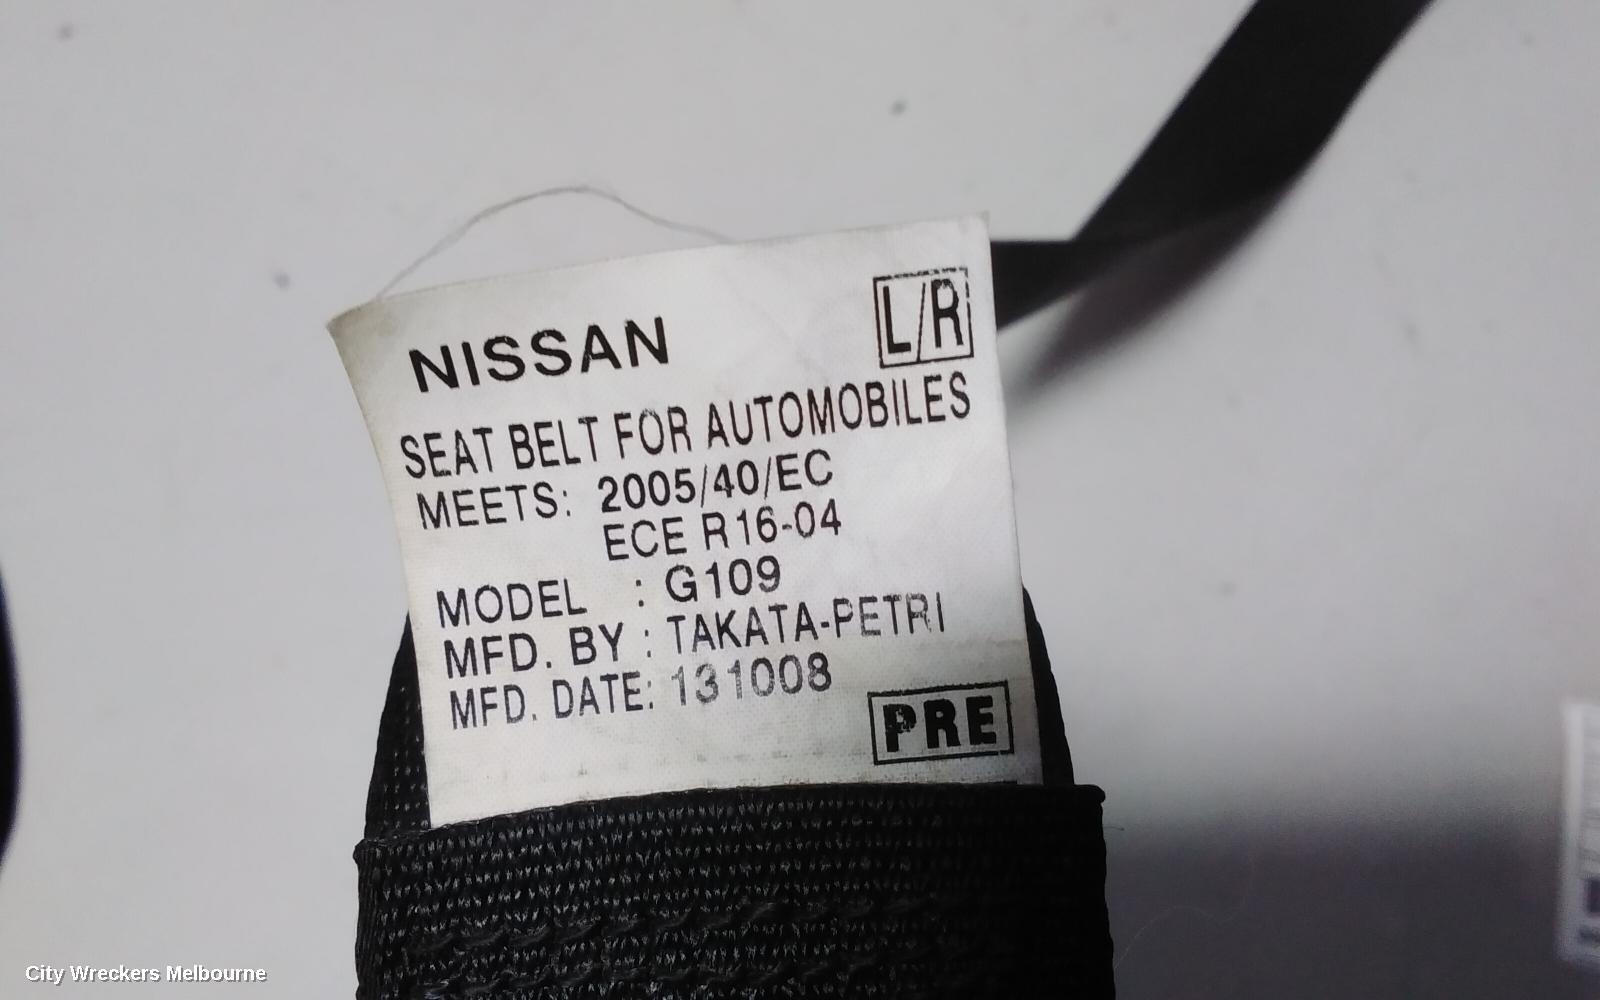 L/R
NISSAN
SEAT BELT FOR AUTOMOBILES
MEETS: 2005/40/EC
ECE R16-04
MODEL : G109
MFD. BY : TAKATA-PETRI
MFD. DATE: 131008
PRE
City Wreckers Melbourne